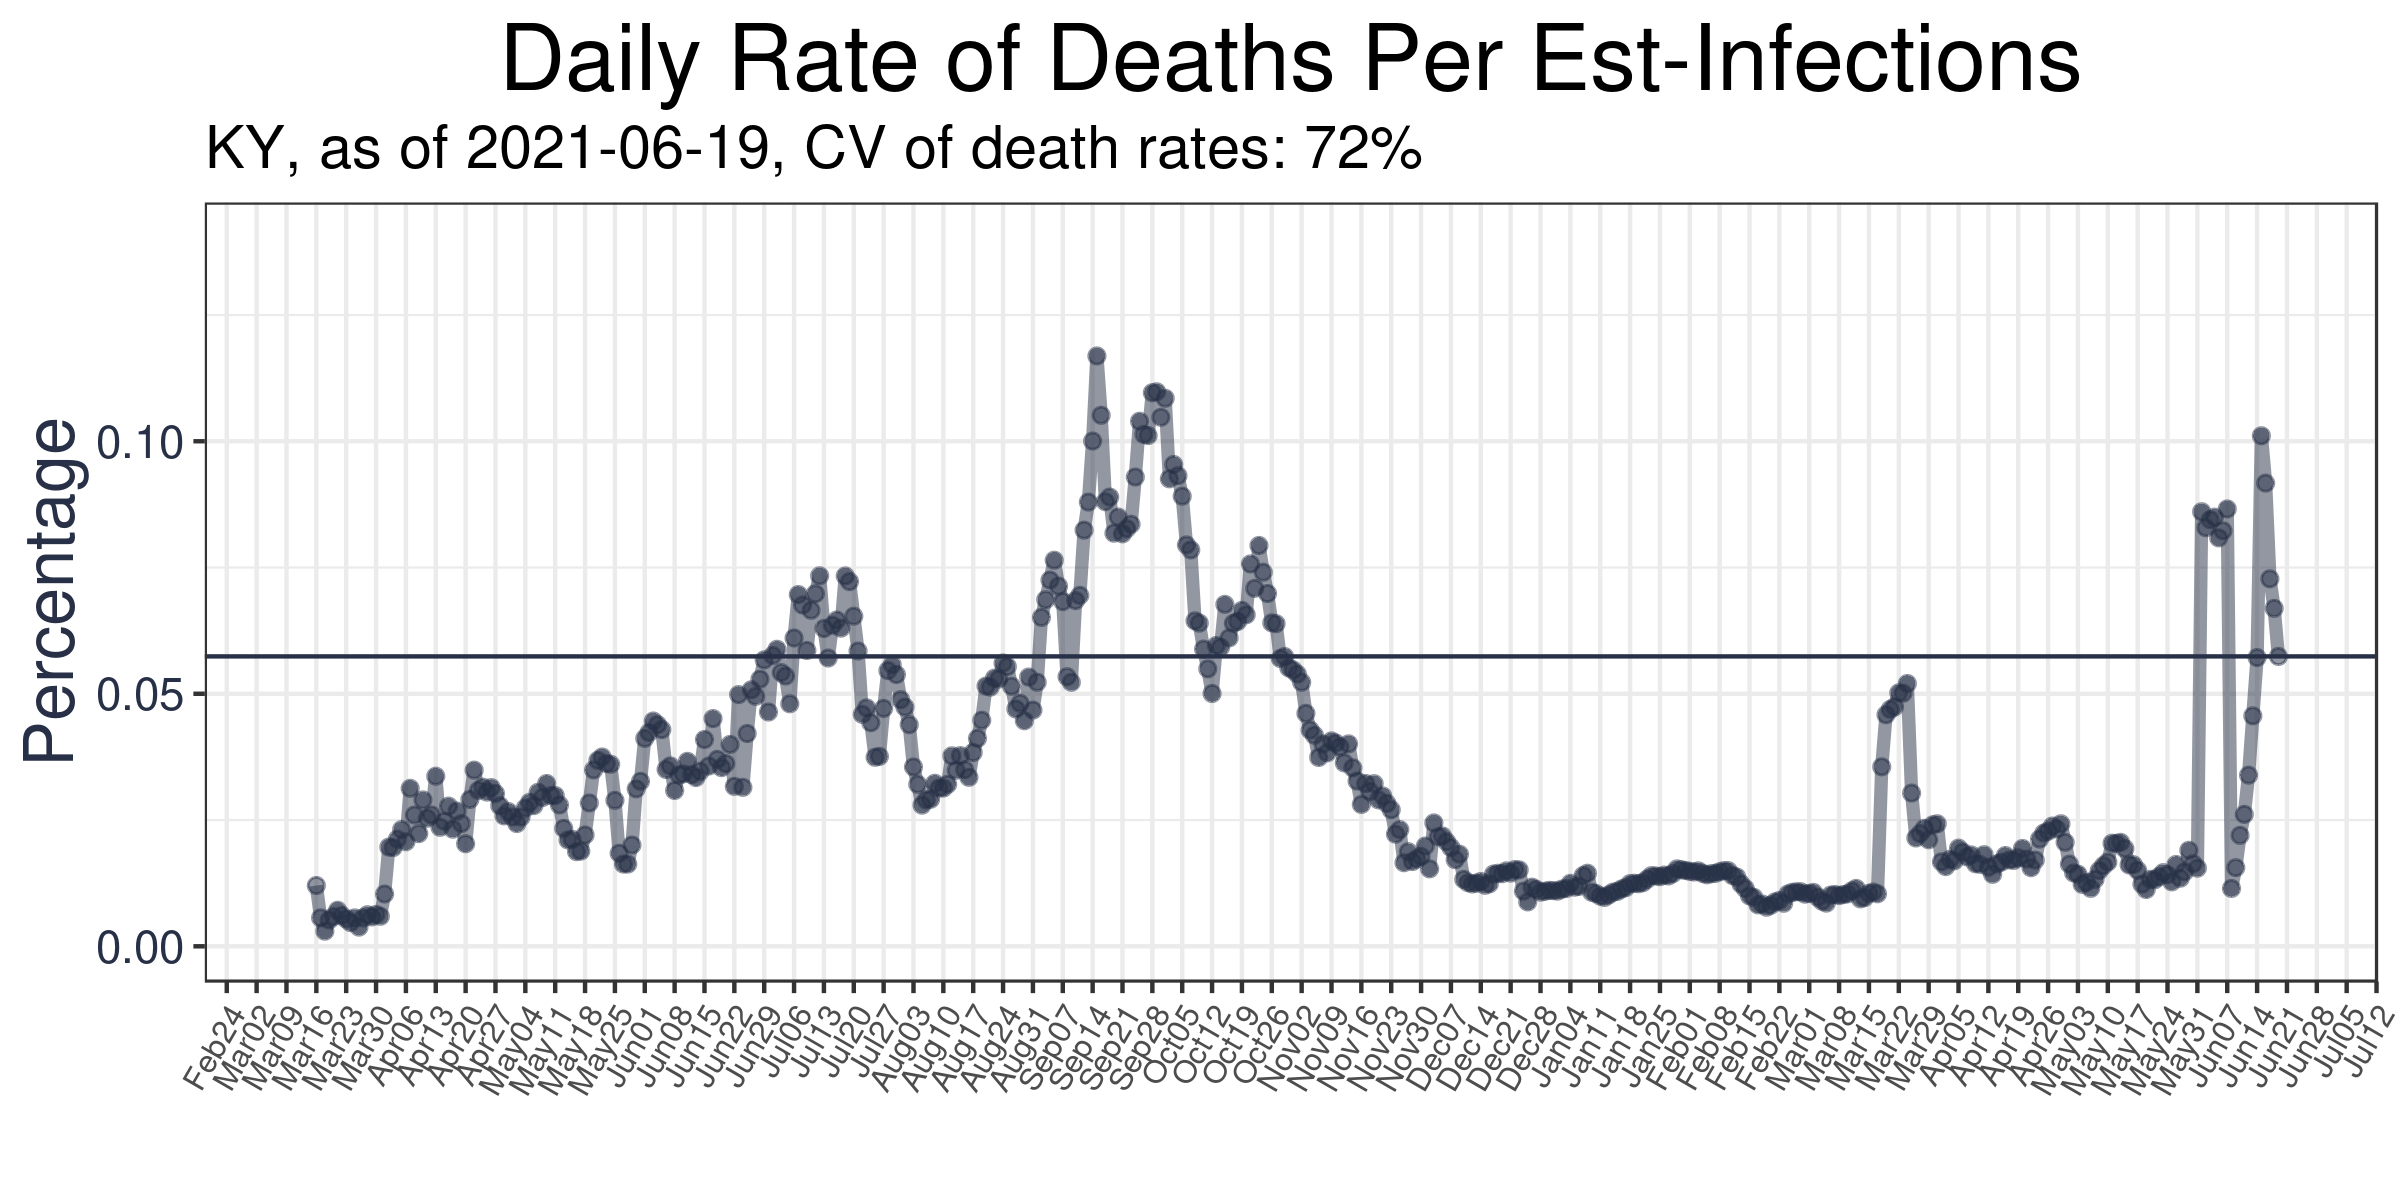 Daily Rate of Deaths Per Est-Infections
KY, as of 2021-06-19, CV of death rates: 72%
Percentage
0.10
0.05
0.00
Feb24
Mar02
Mar09
Mar16
Mar23
Mar30
Apr06
Apr13
Apr20
Apr27
May04
May11
May18
May25
Jun01
Jun08
Jun15
Jun22
Jun29
Jul06
Jul13
Jul20
Jul27
Aug03
Aug10
Aug17
Aug24
Aug31
Sep07
Sep14
Sep21
Sep28
Oct05
Oct12
Oct19
Oct26
Nov02
Nov09
Nov16
Nov23
Nov30
Dec07
Dec14
Dec21
Dec28
Jan04
Jan11
Jan18
Jan25
Feb01
Feb08
Feb15
Feb22
Mar01
Mar08
Mar15
Mar22
Mar29
Apr05
Apr12
Apr19
Apr26
May03
May10
May17
May24
May31
Jun07
Jun14
Jun21
Jun28
Jul05
Jul12